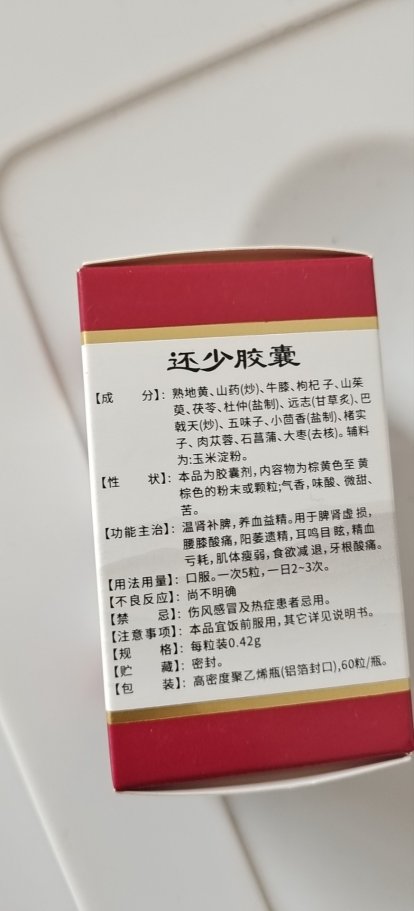 还少胶囊
【成 分】：熟地黄、山药(炒)、牛膝、枸杞子、山茱
萸、茯苓、杜仲(盐制)、远志(甘草炙)、巴
戟天(炒)、五味子、小茴香(盐制)、楮实
子、肉苁蓉、石菖蒲、大枣(去核)。辅料
为:玉米淀粉。
【性 状】：本品为胶囊剂,内容物为棕黄色至黄
棕色的粉末或颗粒;气香,味酸、微甜、
苦。
【功能主治】：温肾补脾,养血益精。用于脾肾虚损,
腰膝酸痛,阳萎遗精,耳鸣目眩,精血
亏耗,肌体瘦弱,食欲减退,牙根酸痛。
【用法用量】：口服。一次5粒,一日2~3次。
【不良反应】：尚不明确
【禁 忌】：伤风感冒及热症患者忌用。
【注意事项】：本品宜饭前服用,其它详见说明书。
【规 格】：每粒装0.42g
【贮 藏】：密封。
【包 装】：高密度聚乙烯瓶(铝箔封口),60粒/瓶。